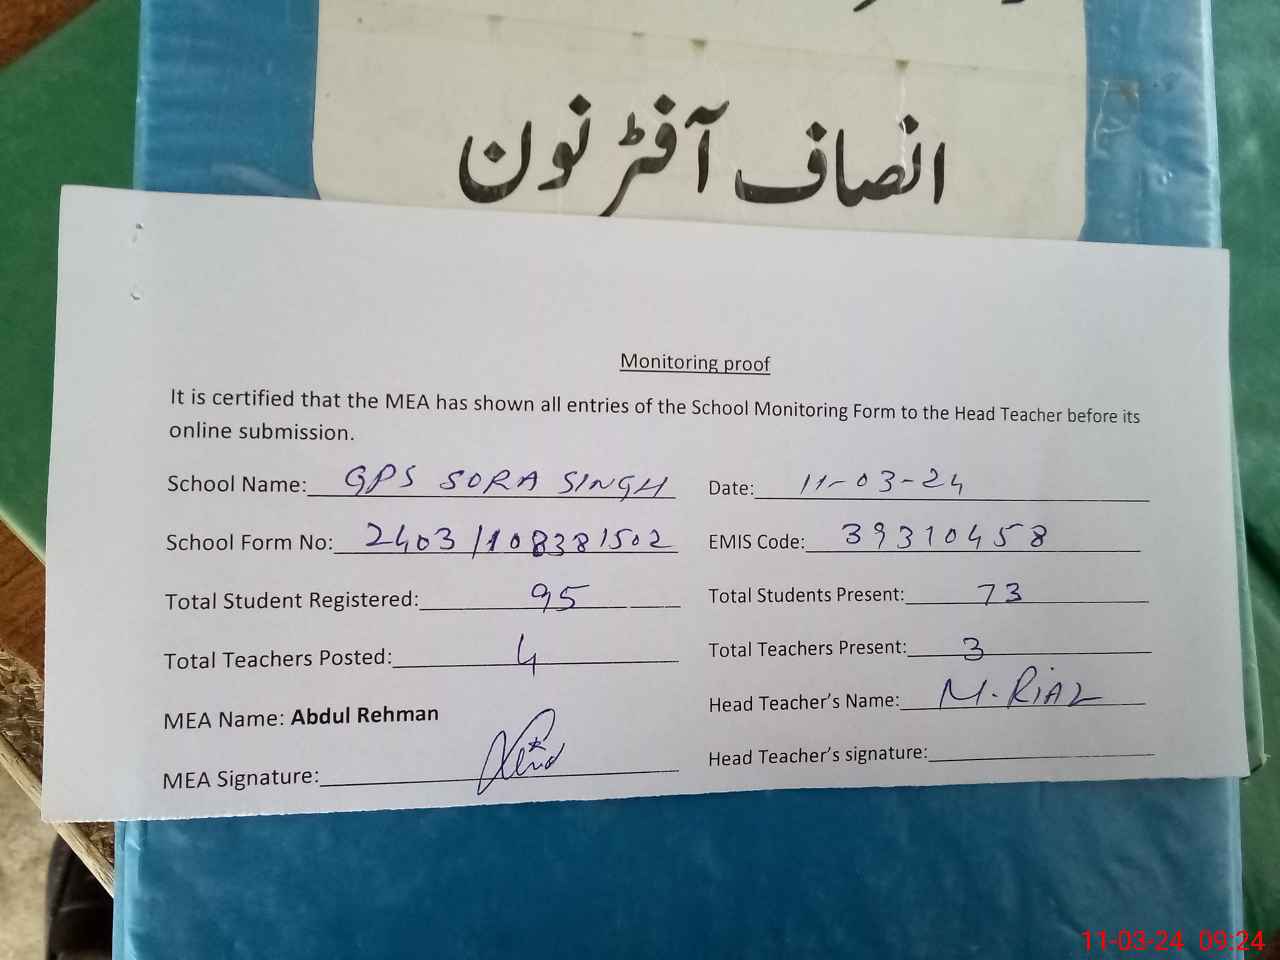 انصاف آفٹر نون
Monitoring proof
It is certified that the MEA has shown all entries of the School Monitoring Form to the Head Teacher before its
online submission.
School Name: GPS SORA SINGH Date: 11-03-24
School Form No: 2403/108381502 EMIS Code: 39310458
Total Student Registered: 95 Total Students Present: 73
Total Teachers Posted: 4 Total Teachers Present: 3
MEA Name: Abdul Rehman Head Teacher's Name: M. RiAZ
MEA Signature: Head Teacher's signature:
11-03-24 09:24